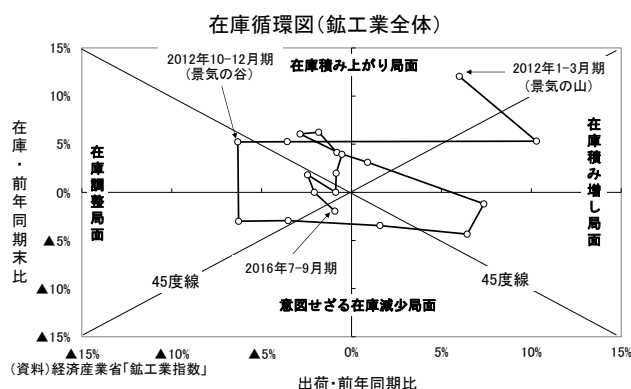 在庫循環図(鉱工業全体)
15%
10%
5%
0%
▲5%
▲10%
▲15%
在庫・前年同期末比
2012年10-12月期
(景気の谷)
在庫積み上がり局面
2012年1-3月期
(景気の山)
在庫調整局面
在庫積み増し局面
2016年7-9月期
45度線
45度線
意図せざる在庫減少局面
▲15%
▲10%
▲5%
0%
5%
10%
15%
(資料)経済産業省「鉱工業指数」
出荷・前年同期比